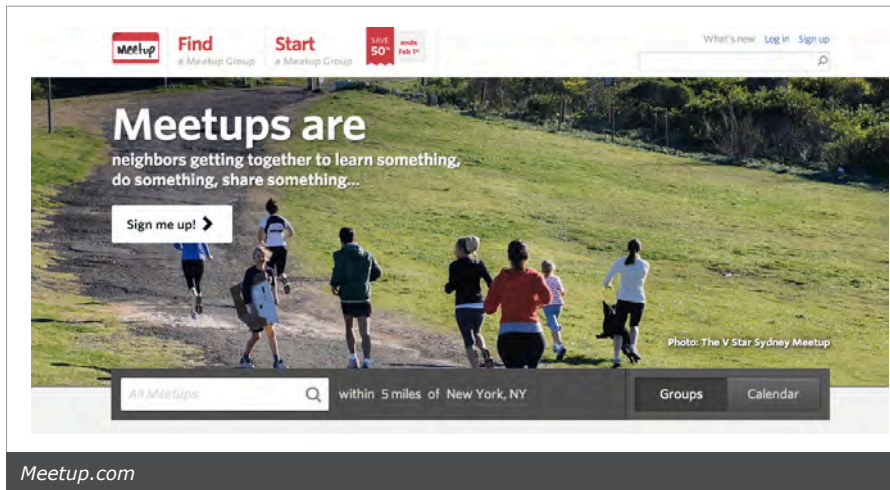 Meetup
Find
a Meetup Group
Start
a Meetup Group
SAVE
50%
ends
Feb 1st
What's new Log in Sign up
Meetups are
neighbors getting together to learn something,
do something, share something...
Sign me up!
Photo: The V Star Sydney Meetup
All Meetups
within 5 miles of New York, NY
Groups
Calendar
Meetup.com